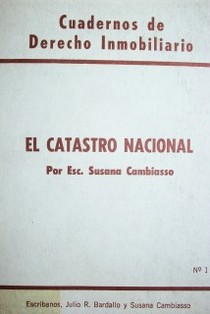 Cuadernos de
Derecho Inmobiliario
EL CATASTRO NACIONAL
Por Esc. Susana Cambiasso
Nº 1
Escribanos, Julio R. Bardallo y Susana Cambiasso